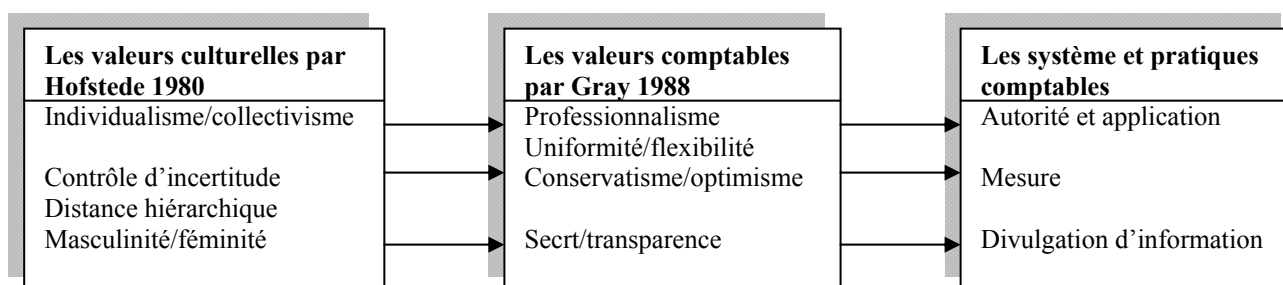 Les valeurs culturelles par
Hofstede 1980
Individualisme/collectivisme
Contrôle d’incertitude
Distance hiérarchique
Masculinité/féminité
Les valeurs comptables
par Gray 1988
Professionnalisme
Uniformité/flexibilité
Conservatisme/optimisme
Secrt/transparence
Les système et pratiques
comptables
Autorité et application
Mesure
Divulgation d’information